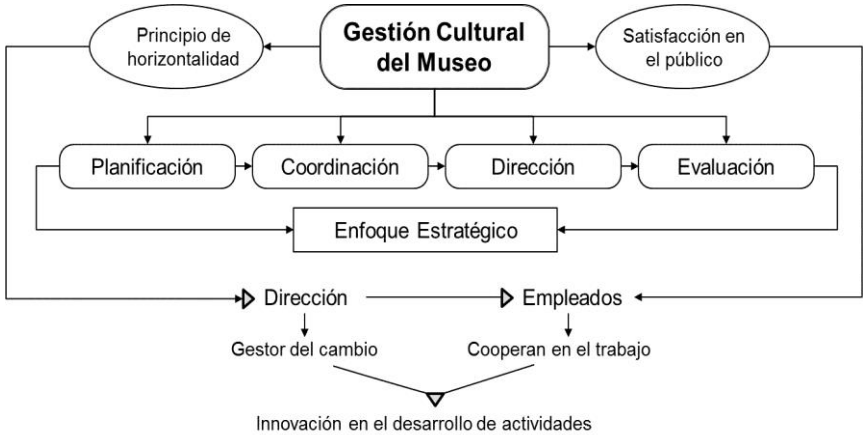 Principio de
horizontalidad
Gestión Cultural
del Museo
Satisfacción en
el público
Planificación
Coordinación
Dirección
Evaluación
Enfoque Estratégico
Dirección
Empleados
Gestor del cambio
Cooperan en el trabajo
Innovación en el desarrollo de actividades